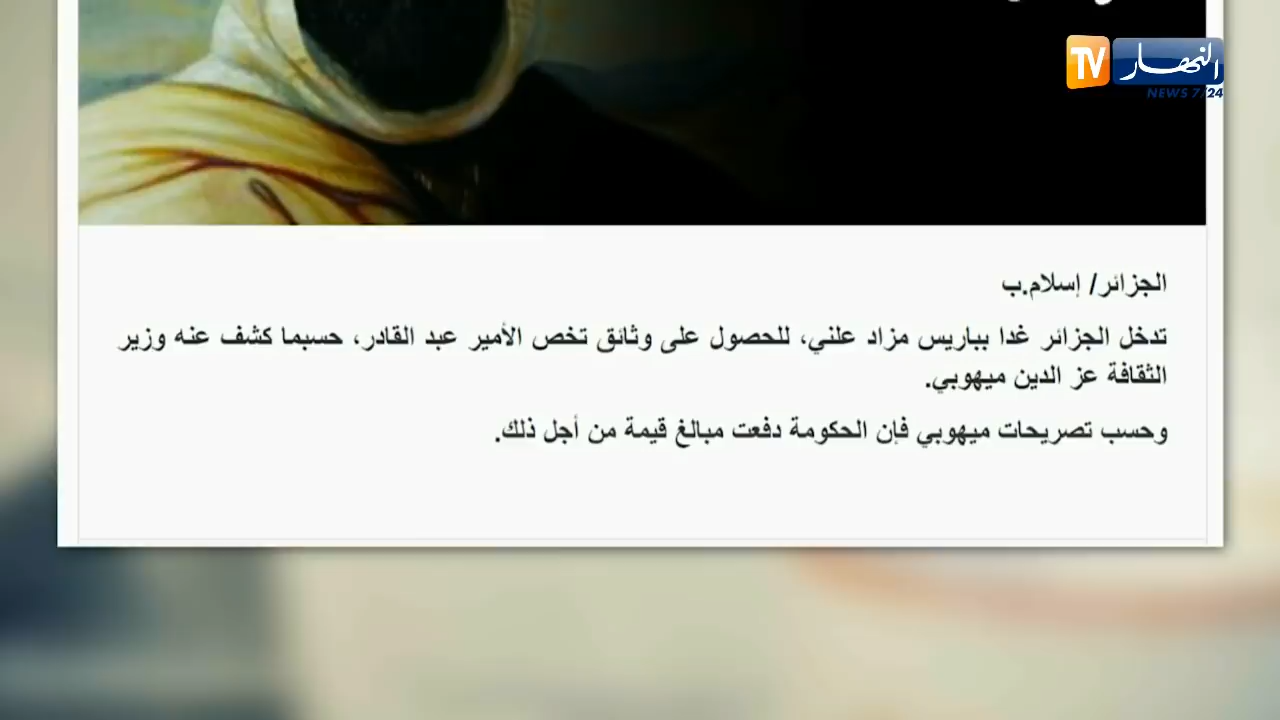 TV النهار
NEWS 7/24
الجزائر/ إسلام.ب
تدخل الجزائر غدا بباريس مزاد علني، للحصول على وثائق تخص الأمير عبد القادر، حسبما كشف عنه وزير
الثقافة عز الدين ميهوبي.
وحسب تصريحات ميهوبي فإن الحكومة دفعت مبالغ قيمة من أجل ذلك.